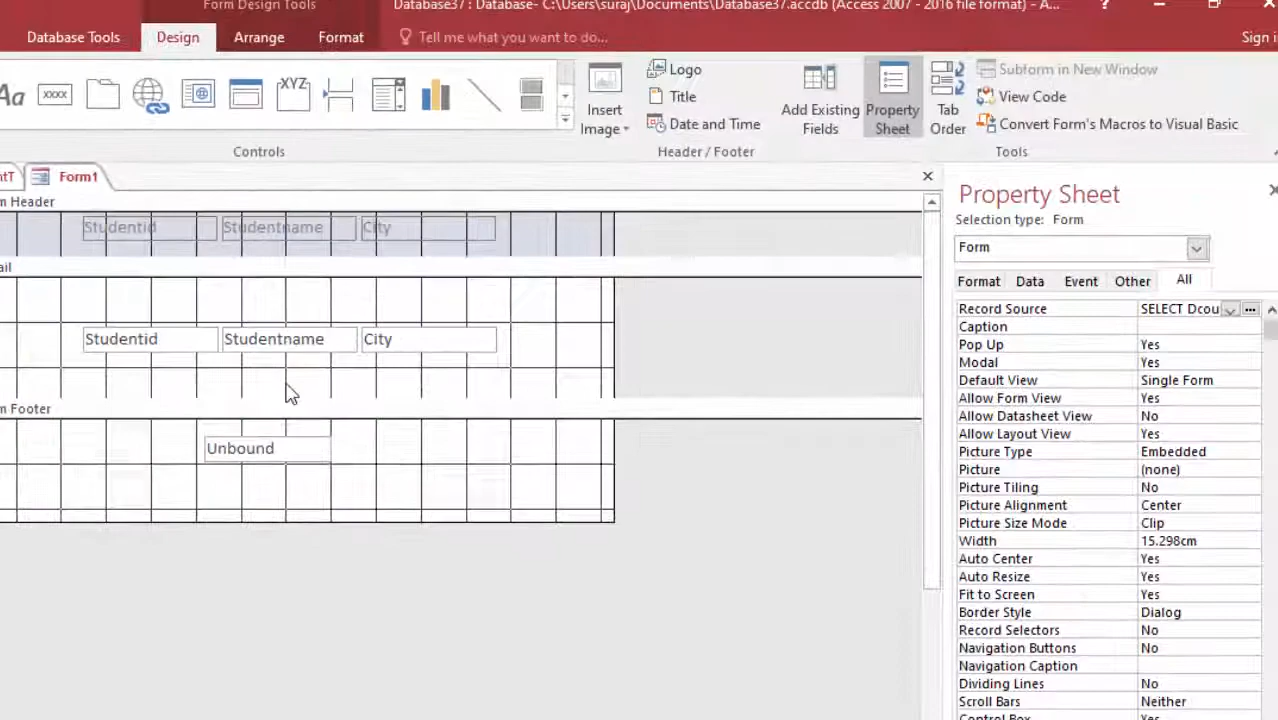 Form Design Tools
Database37 : Database- C:\Users\suraj\Documents\Database37.accdb (Access 2007 - 2016 file format) - A...
?
Database Tools
Design
Arrange
Format
Tell me what you want to do...
Sign i
Aa
xxxx
XYZ
Insert
Image
Logo
Title
Date and Time
Add Existing
Fields
Property
Sheet
Tab
Order
Subform in New Window
View Code
Convert Form's Macros to Visual Basic
Controls
Header / Footer
Tools
ntT
Form1
m Header
Studentid
Studentname
City
ail
Studentid
Studentname
City
m Footer
Unbound
Property Sheet
Selection type: Form
Form
Format
Data
Event
Other
All
Record Source SELECT Dcou
Caption
Pop Up Yes
Modal Yes
Default View Single Form
Allow Form View Yes
Allow Datasheet View No
Allow Layout View Yes
Picture Type Embedded
Picture (none)
Picture Tiling No
Picture Alignment Center
Picture Size Mode Clip
Width 15.298cm
Auto Center Yes
Auto Resize Yes
Fit to Screen Yes
Border Style Dialog
Record Selectors No
Navigation Buttons No
Navigation Caption
Dividing Lines No
Scroll Bars Neither
Control Box Yes